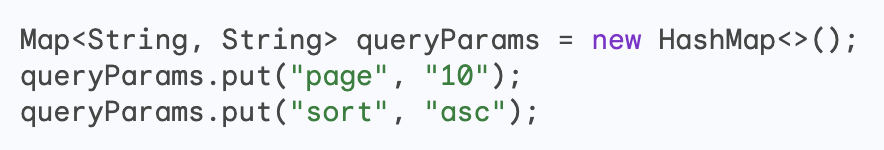 Map<String, String> queryParams = new HashMap<>();
queryParams.put("page", "10");
queryParams.put("sort", "asc");